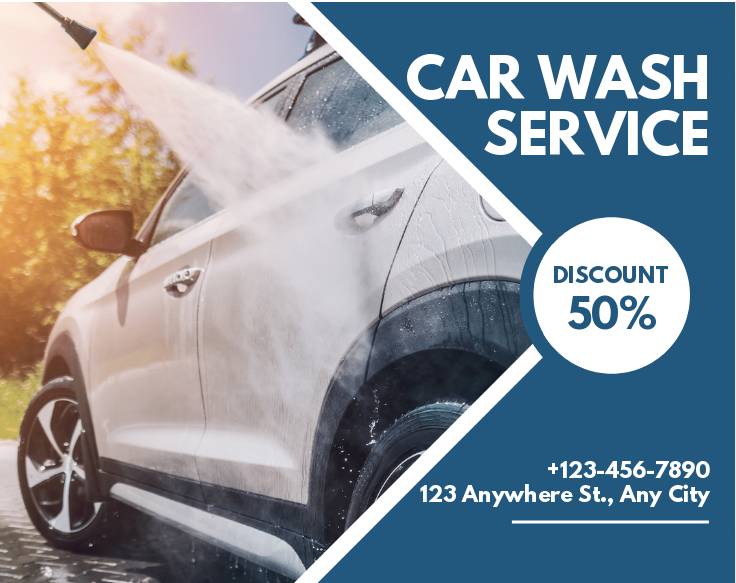 CAR WASH
SERVICE
DISCOUNT
50%
+123-456-7890
123 Anywhere St., Any City